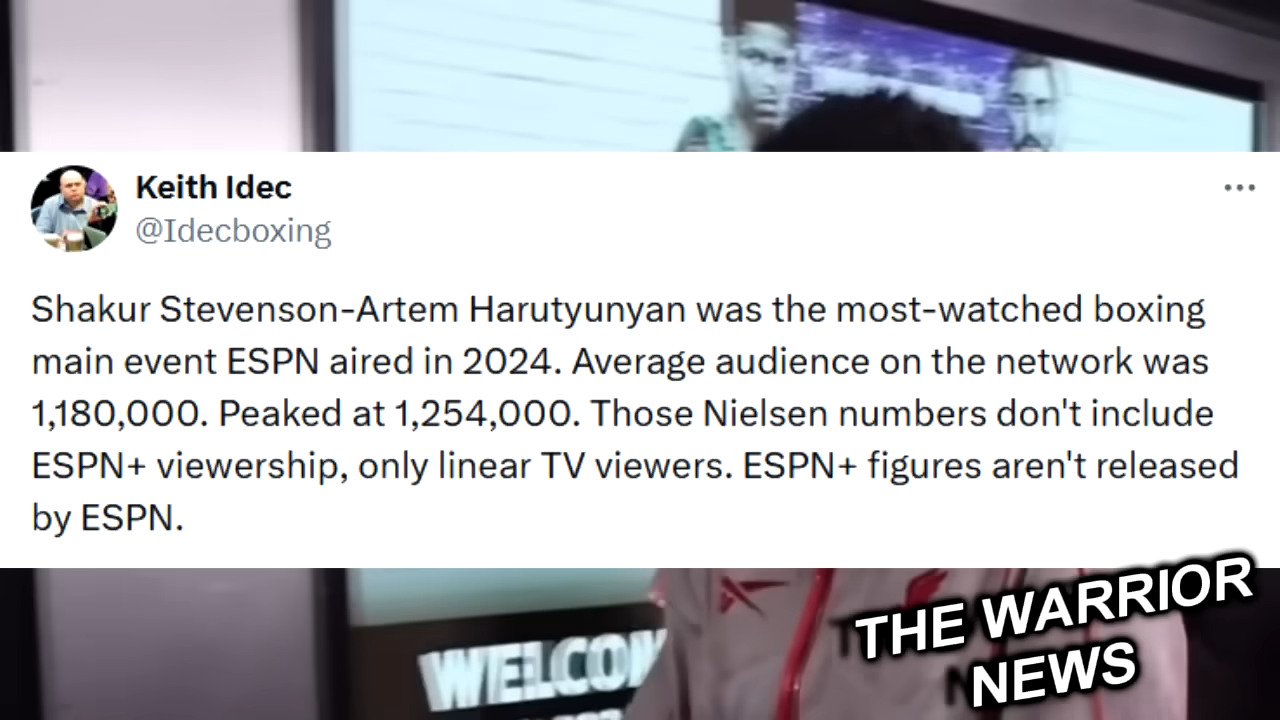 Keith Idec
@Idecboxing
Shakur Stevenson-Artem Harutyunyan was the most-watched boxing
main event ESPN aired in 2024. Average audience on the network was
1,180,000. Peaked at 1,254,000. Those Nielsen numbers don't include
ESPN+ viewership, only linear TV viewers. ESPN+ figures aren't released
by ESPN.
WELCOM
THE WARRIOR
NEWS